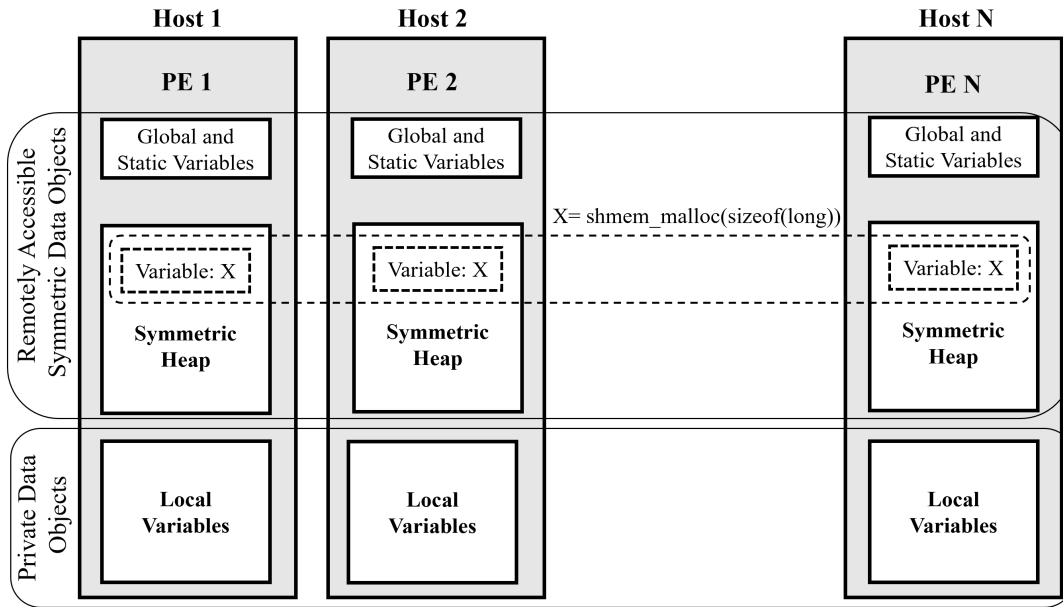 Host 1
Host 2
Host N
PE 1
PE 2
PE N
Remotely Accessible
Symmetric Data Objects
Global and
Static Variables
Global and
Static Variables
Global and
Static Variables
X= shmem_malloc(sizeof(long))
Variable: X
Variable: X
Variable: X
Symmetric
Heap
Symmetric
Heap
Symmetric
Heap
Private Data
Objects
Local
Variables
Local
Variables
Local
Variables